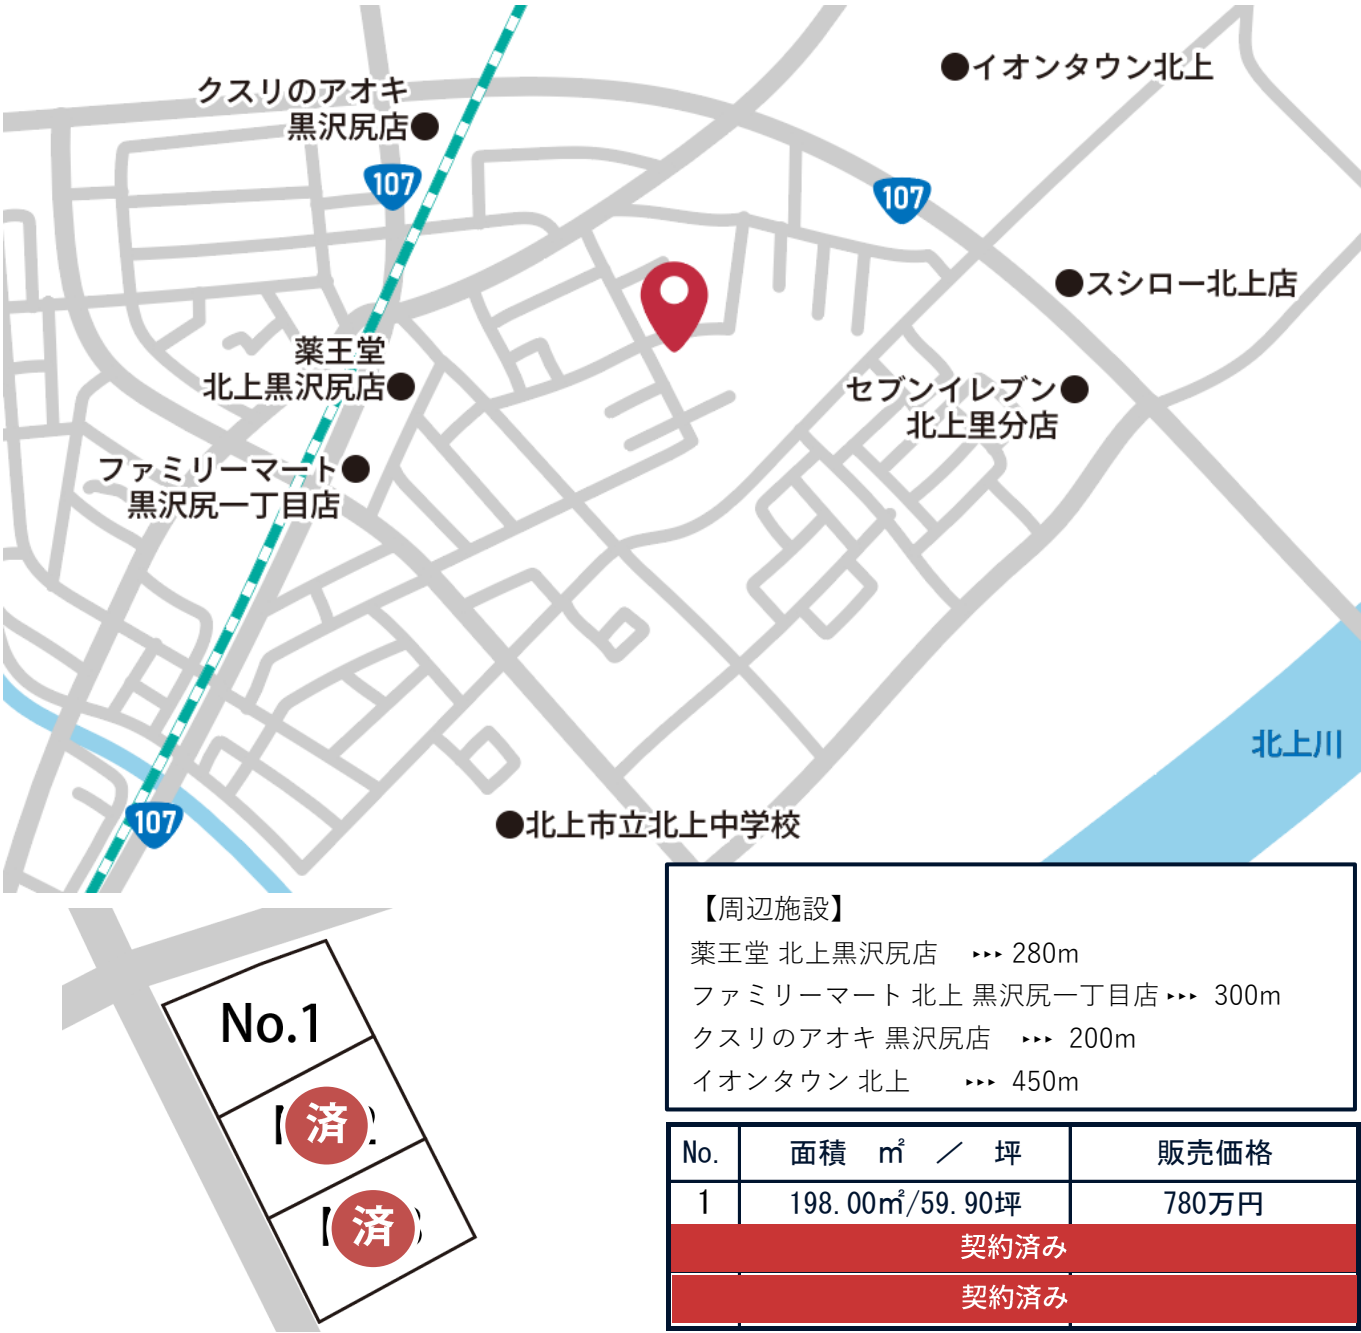 ●イオンタウン北上
クスリのアオキ
黒沢尻店●
107
107
●スシロー北上店
薬王堂
北上黒沢尻店●
セブンイレブン●
北上里分店
ファミリーマート●
黒沢尻一丁目店
北上川
107
●北上市立北上中学校
【周辺施設】
薬王堂 北上黒沢尻店 ‣‣‣ 280m
ファミリーマート 北上 黒沢尻一丁目店 ‣‣‣ 300m
クスリのアオキ 黒沢尻店 ‣‣‣ 200m
イオンタウン 北上 ‣‣‣ 450m
No.1
済
済
No. 面積 ㎡ ／ 坪 販売価格
1 198.00㎡/59.90坪 780万円
契約済み
契約済み